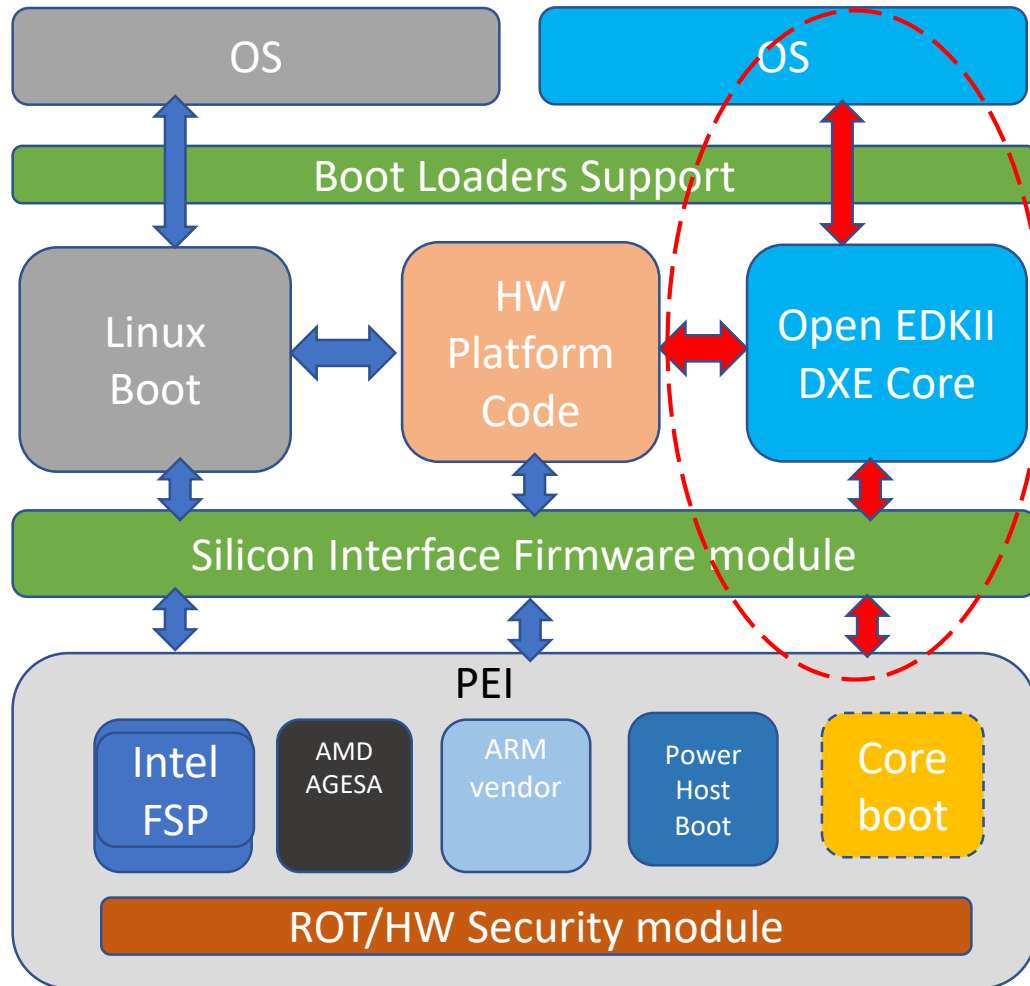 OS
OS
Boot Loaders Support
Linux
Boot
HW
Platform
Code
Open EDKII
DXE Core
Silicon Interface Firmware module
PEI
Intel
FSP
AMD
AGESA
ARM
vendor
Power
Host
Boot
Core
boot
ROT/HW Security module